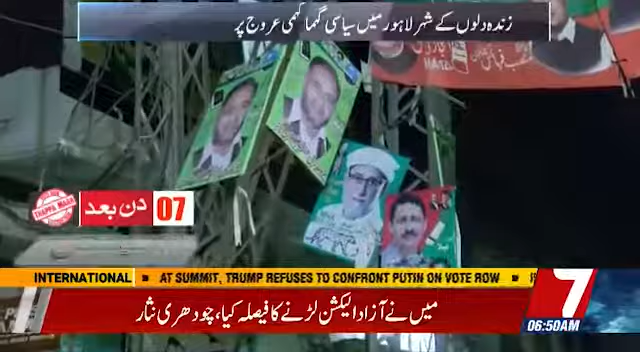 زندہ دلوں کے شہر لاہور میں سیاسی گہما گہمی عروج پر
THAPPA MARK
07 دن بعد
INTERNATIONAL
AT SUMMIT, TRUMP REFUSES TO CONFRONT PUTIN ON VOTE ROW
میں نے آزاد الیکشن لڑنے کا فیصلہ کیا، چودھری نثار
7
06:50AM